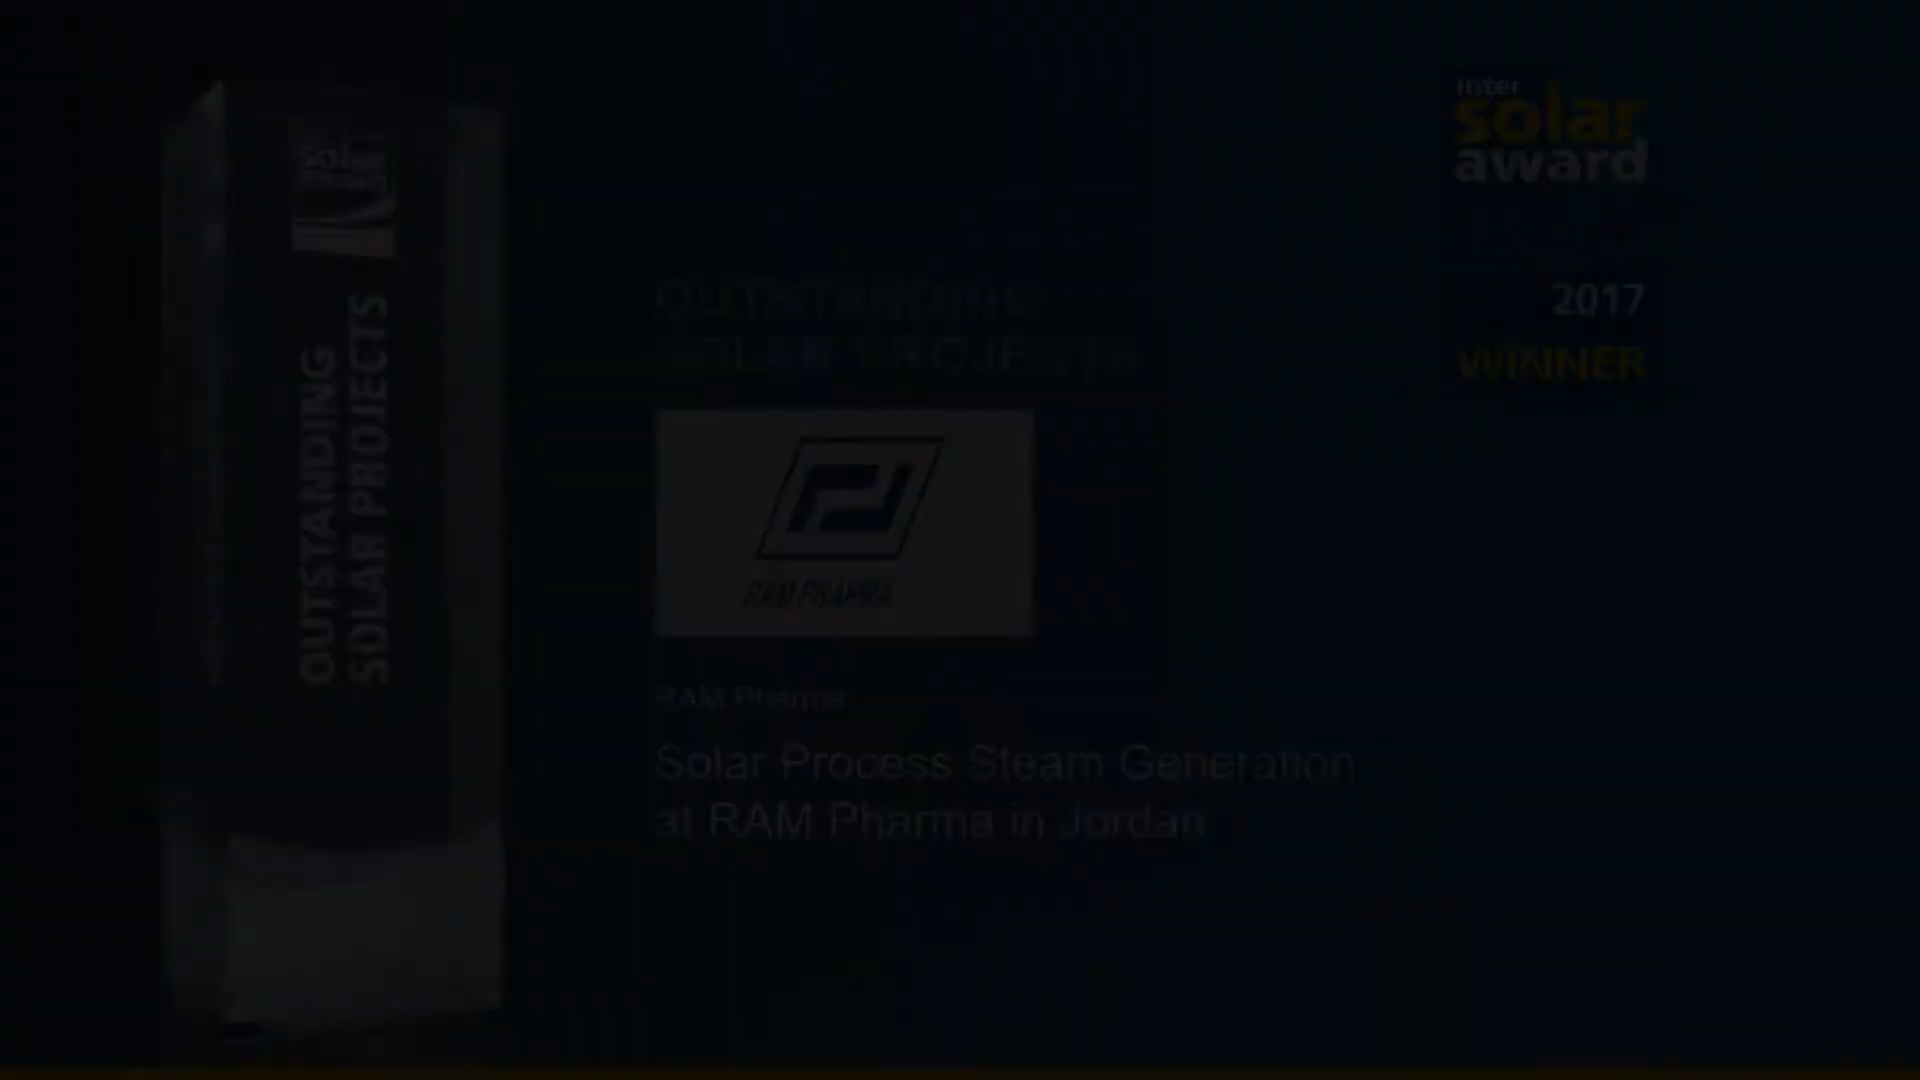 inter
solar
award
2017
WINNER
solar
OUTSTANDING
SOLAR PROJECTS
OUTSTANDING
SOLAR PROJECTS
RAM PHARMA
RAM Pharma
Solar Process Steam Generation
at RAM Pharma in Jordan